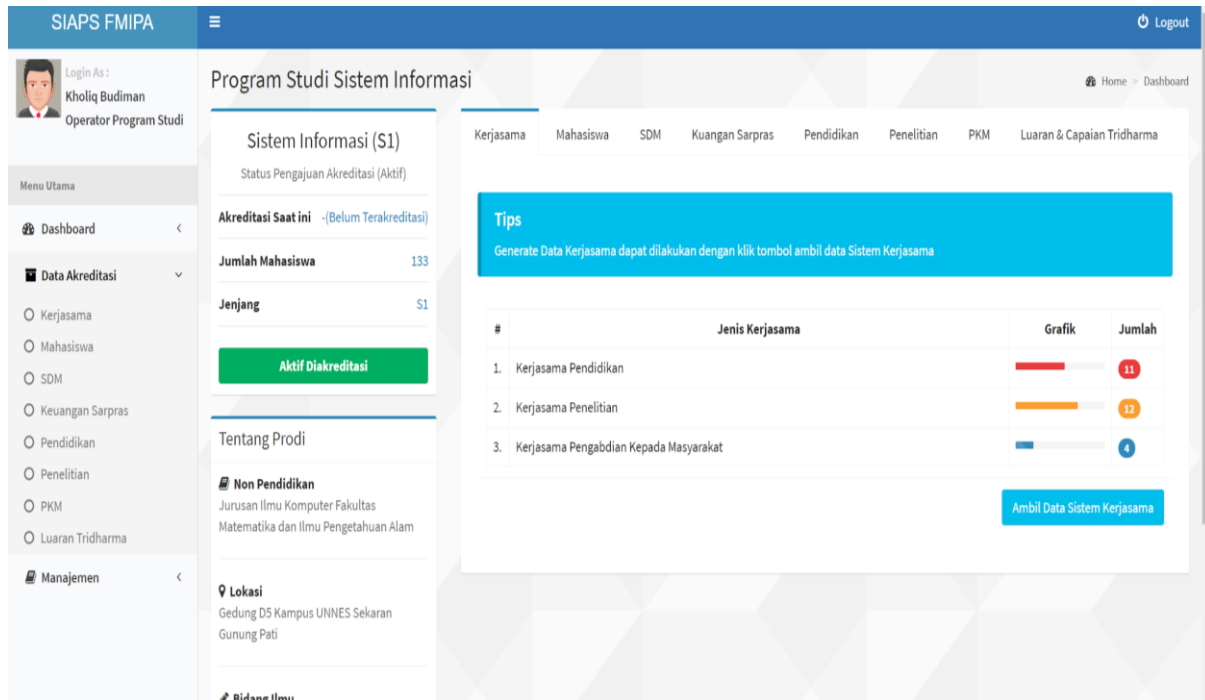 SIAPS FMIPA
Logout
Login As :
Kholiq Budiman
Operator Program Studi
Menu Utama
Dashboard
Data Akreditasi
Kerjasama
Mahasiswa
SDM
Keuangan Sarpras
Pendidikan
Penelitian
PKM
Luaran Tridharma
Manajemen
Program Studi Sistem Informasi
Home > Dashboard
Sistem Informasi (S1)
Status Pengajuan Akreditasi (Aktif)
Akreditasi Saat ini -(Belum Terakreditasi)
Jumlah Mahasiswa 133
Jenjang S1
Aktif Diakreditasi
Tentang Prodi
Non Pendidikan
Jurusan Ilmu Komputer Fakultas
Matematika dan Ilmu Pengetahuan Alam
Lokasi
Gedung D5 Kampus UNNES Sekaran
Gunung Pati
Bidang Ilmu
Kerjasama Mahasiswa SDM Kuangan Sarpras Pendidikan Penelitian PKM Luaran & Capaian Tridharma
Tips
Generate Data Kerjasama dapat dilakukan dengan klik tombol ambil data Sistem Kerjasama
# Jenis Kerjasama Grafik Jumlah
1. Kerjasama Pendidikan 11
2. Kerjasama Penelitian 12
3. Kerjasama Pengabdian Kepada Masyarakat 4
Ambil Data Sistem Kerjasama